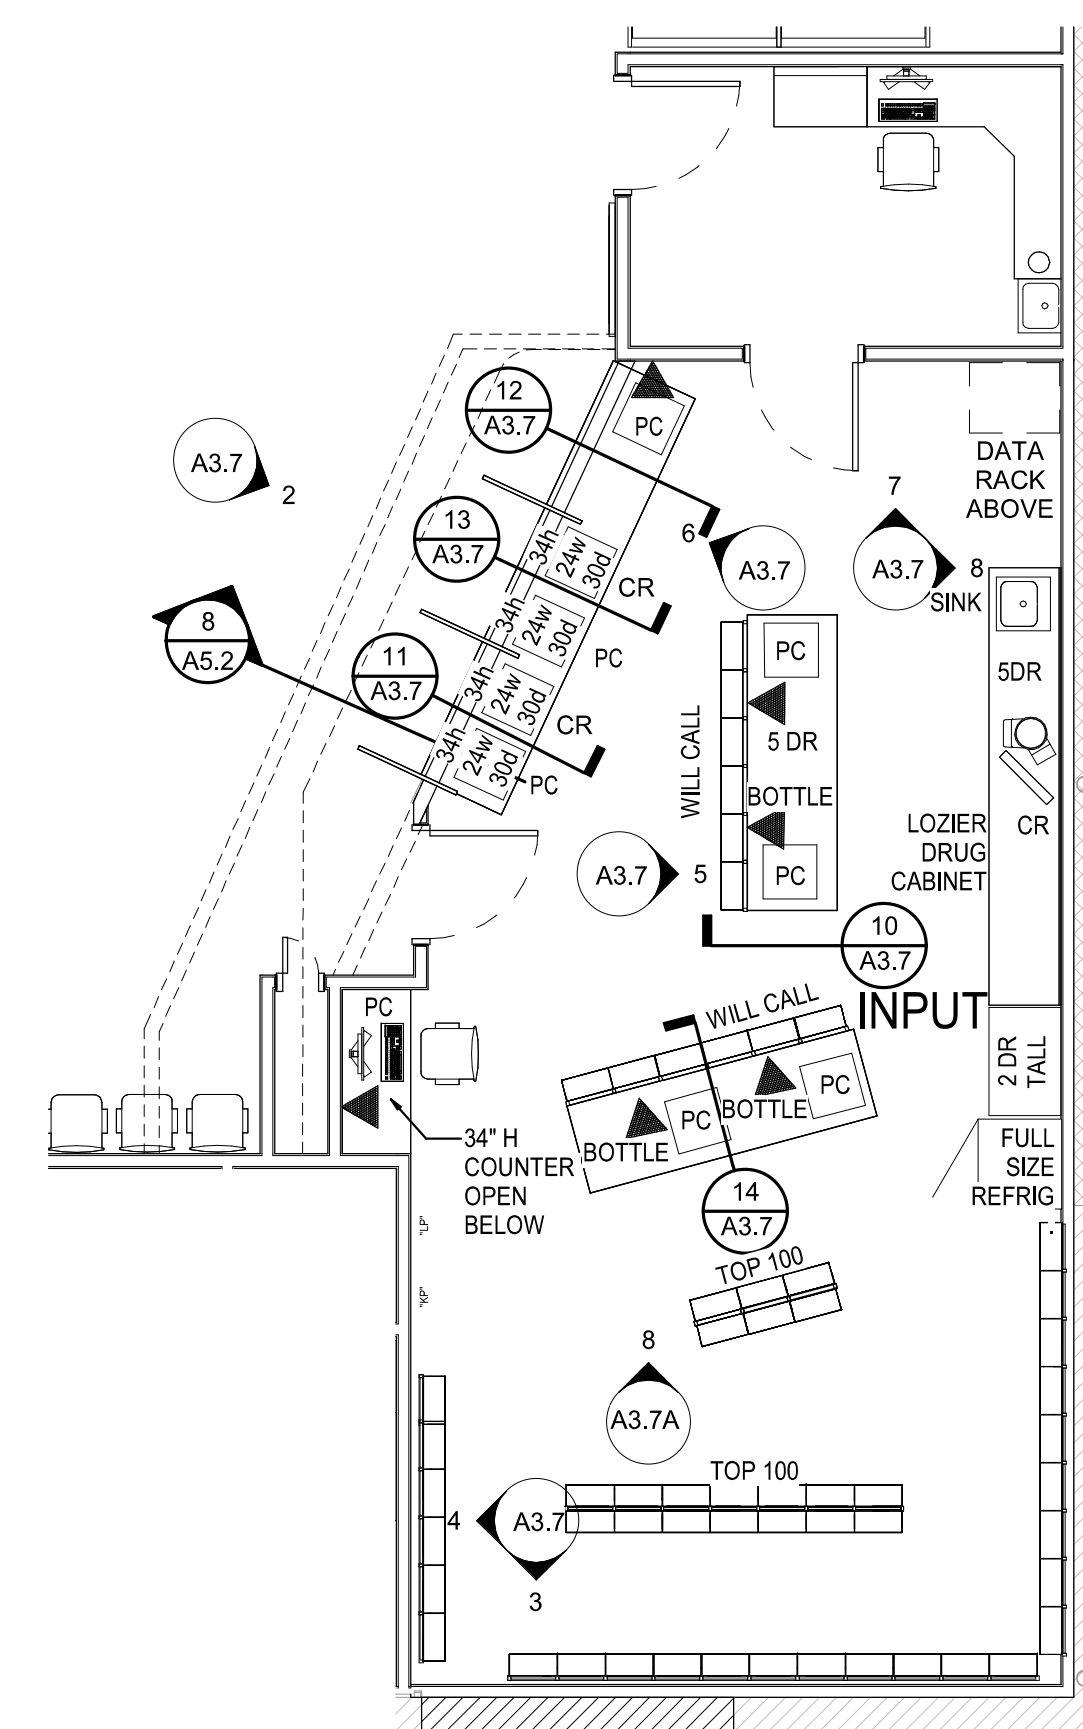 12
A3.7
PC
A3.7
2
DATA
RACK
ABOVE
13
A3.7
34h
24w
30d
CR
6
A3.7
7
A3.7
8
SINK
8
A5.2
34h
24w
30d
PC
11
A3.7
34h
24w
30d
CR
34h
24w
30d
PC
PC
5DR
WILL CALL
5 DR
BOTTLE
PC
LOZIER
DRUG
CABINET
CR
A3.7
5
10
A3.7
INPUT
WILL CALL
PC
2 DR
TALL
PC
BOTTLE
PC
BOTTLE
34" H
COUNTER
OPEN
BELOW
FULL
SIZE
REFRIG
14
A3.7
"LP"
"KP"
TOP 100
8
A3.7A
TOP 100
4
A3.7
3